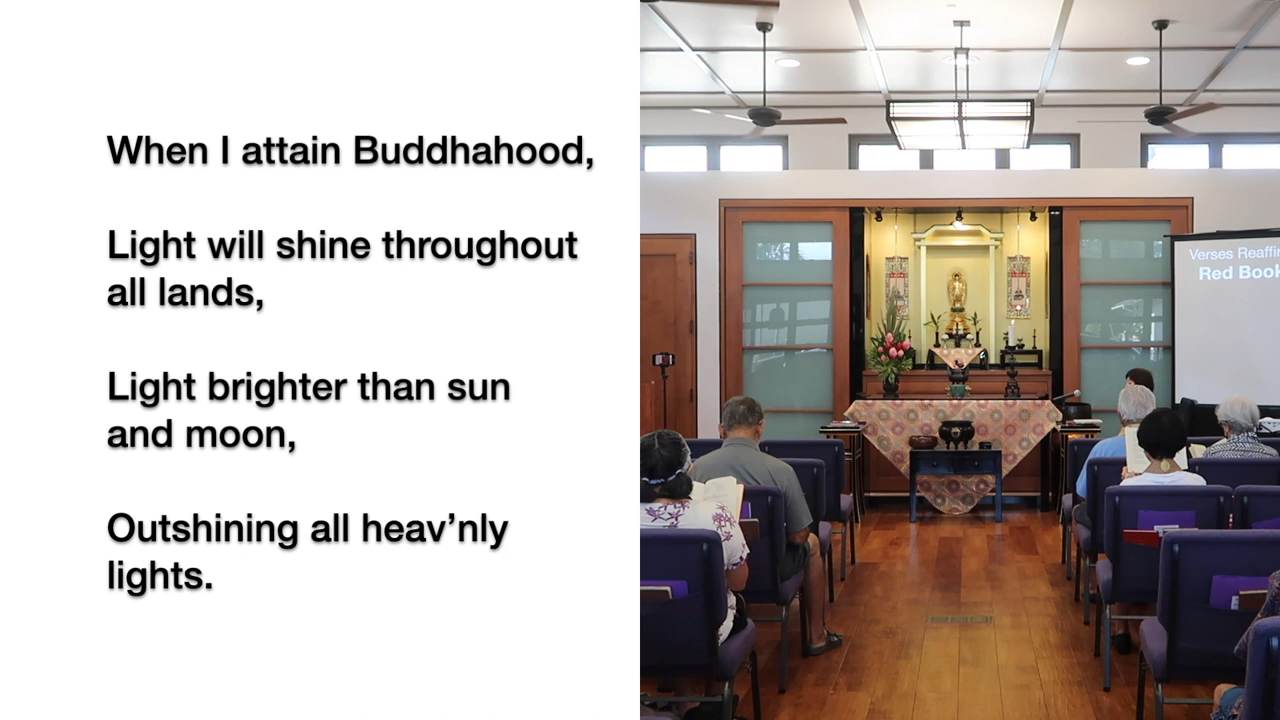 When I attain Buddhahood,
Light will shine throughout
all lands,
Light brighter than sun
and moon,
Outshining all heav’nly
lights.
Verses
Red Book